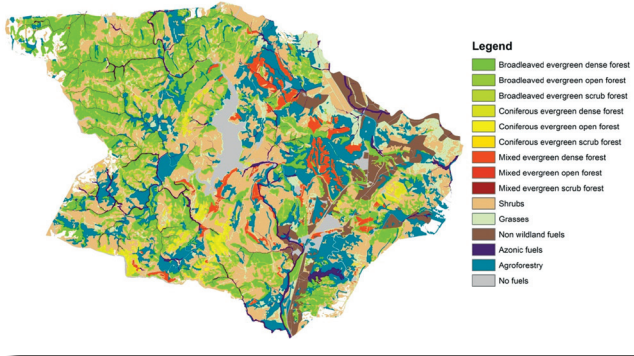 Legend
Broadleaved evergreen dense forest
Broadleaved evergreen open forest
Broadleaved evergreen scrub forest
Coniferous evergreen dense forest
Coniferous evergreen open forest
Coniferous evergreen scrub forest
Mixed evergreen dense forest
Mixed evergreen open forest
Mixed evergreen scrub forest
Shrubs
Grasses
Non wildland fuels
Azonic fuels
Agroforestry
No fuels